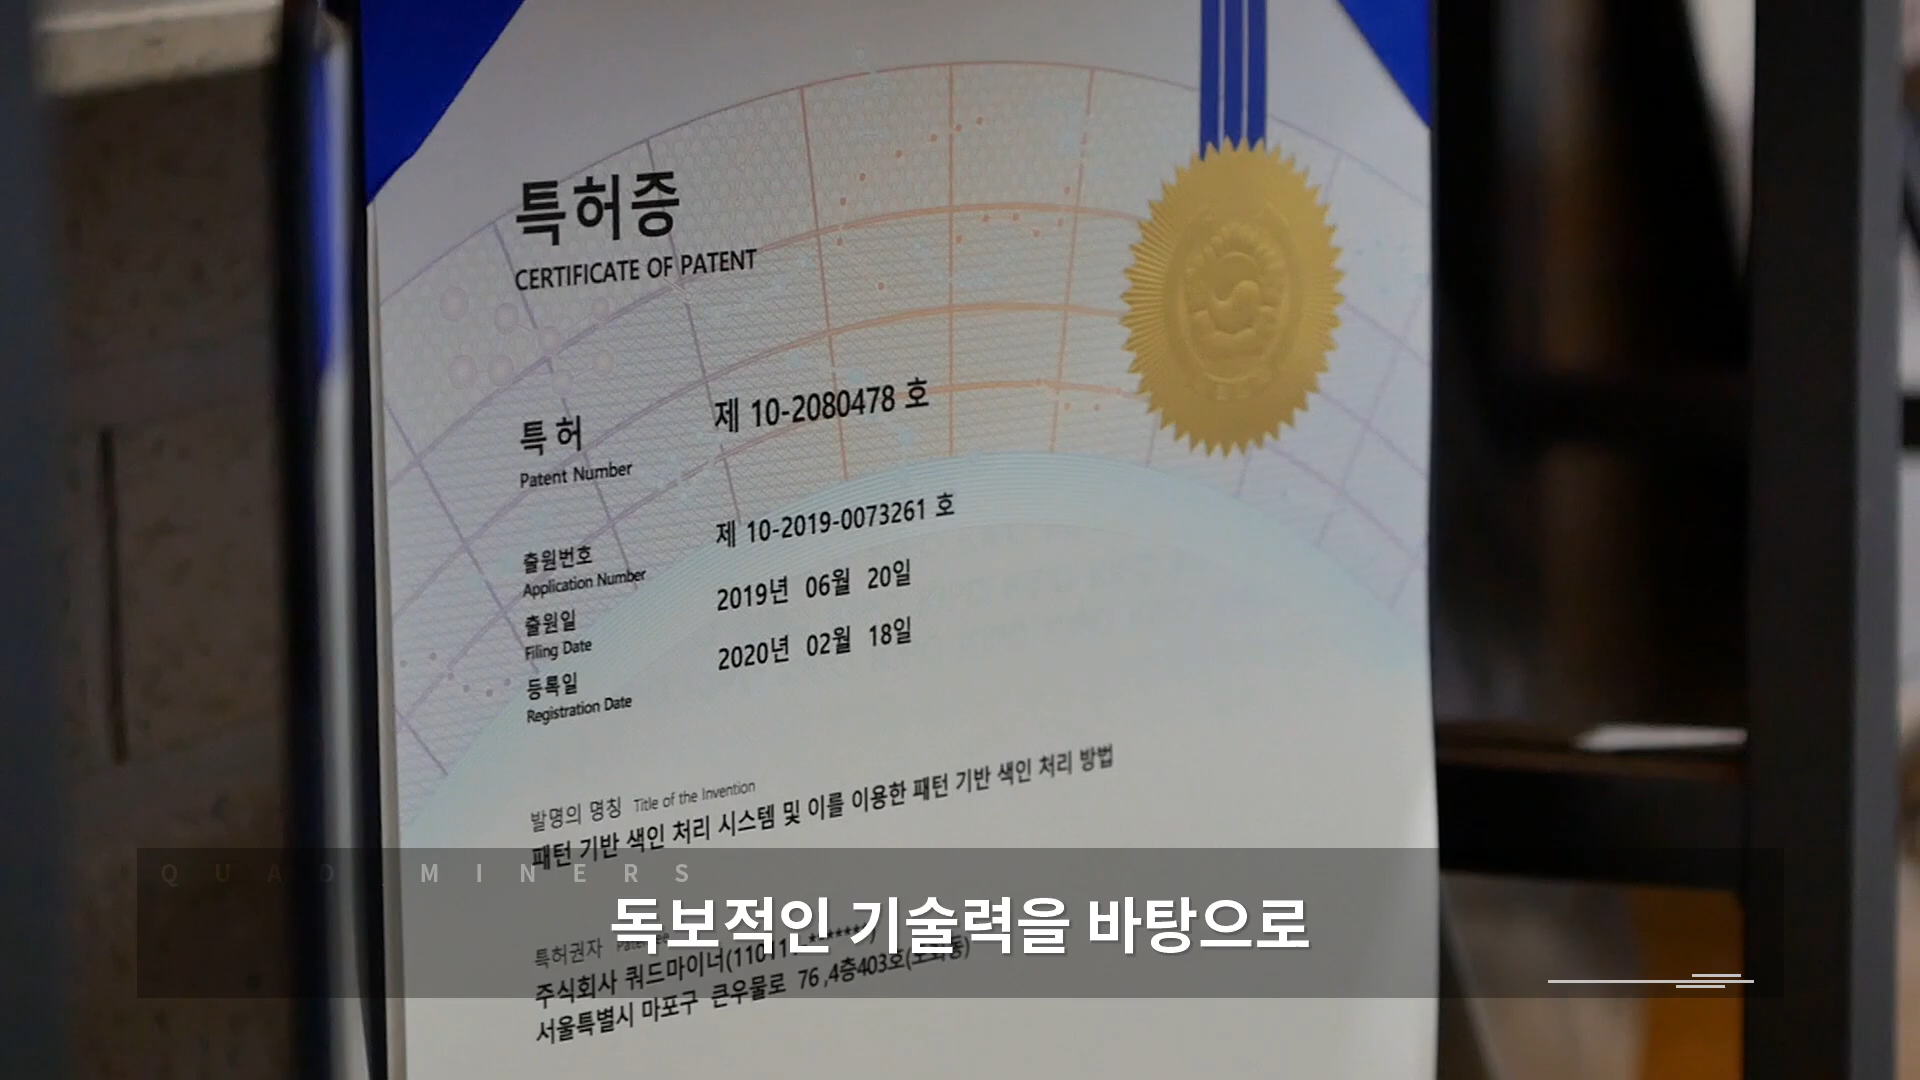 특허증
CERTIFICATE OF PATENT
특 허
Patent Number
제 10-2080478 호
출원번호
Application Number
제 10-2019-0073261 호
출원일
Filing Date
2019년 06월 20일
등록일
Registration Date
2020년 02월 18일
발명의 명칭 Title of the Invention
패턴 기반 색인 처리 시스템 및 이를 이용한 패턴 기반 색인 처리 방법
QUAD MINERS
독보적인 기술력을 바탕으로
특허권자
주식회사 쿼드마이너(110111-******
서울특별시 마포구 큰우물로 76 ,4층403호(도화동)